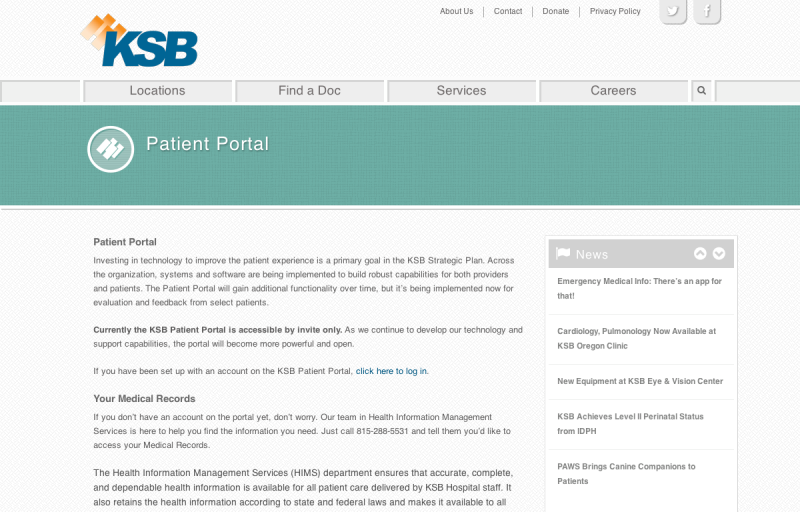 About Us
Contact
Donate
Privacy Policy
KSB
Locations
Find a Doc
Services
Careers
Patient Portal
Patient Portal
Investing in technology to improve the patient experience is a primary goal in the KSB Strategic Plan. Across
the organization, systems and software are being implemented to build robust capabilities for both providers
and patients. The Patient Portal will gain additional functionality over time, but it's being implemented now for
evaluation and feedback from select patients.
Currently the KSB Patient Portal is accessible by invite only. As we continue to develop our technology and
support capabilities, the portal will become more powerful and open.
If you have been set up with an account on the KSB Patient Portal, click here to log in.
Your Medical Records
If you don't have an account on the portal yet, don't worry. Our team in Health Information Management
Services is here to help you find the information you need. Just call 815-288-5531 and tell them you'd like to
access your Medical Records.
The Health Information Management Services (HIMS) department ensures that accurate, complete,
and dependable health information is available for all patient care delivered by KSB Hospital staff. It
also retains the health information according to state and federal laws and makes it available to all
News
Emergency Medical Info: There's an app for
that!
Cardiology, Pulmonology Now Available at
KSB Oregon Clinic
New Equipment at KSB Eye & Vision Center
KSB Achieves Level II Perinatal Status
from IDPH
PAWS Brings Canine Companions to
Patients